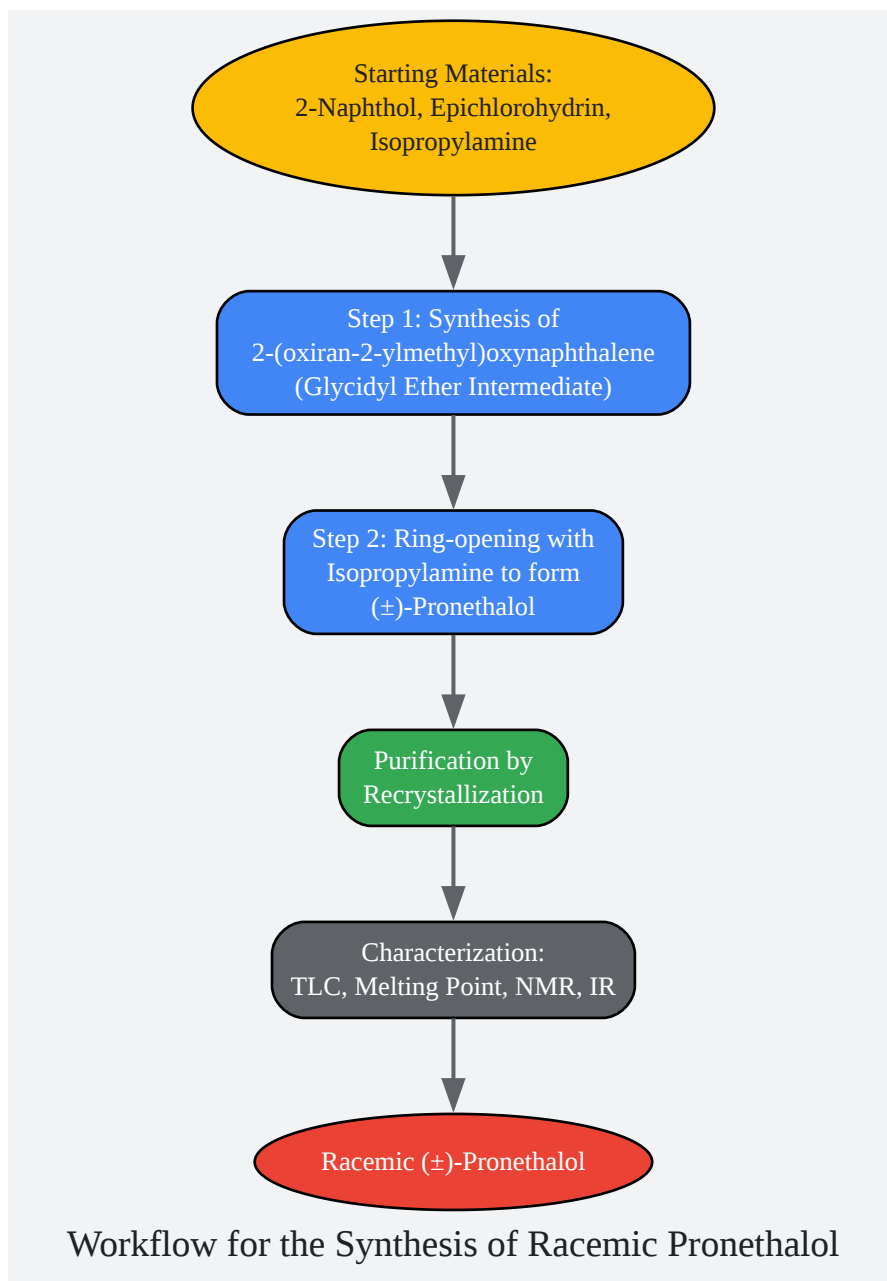 Starting Materials:
2-Naphthol, Epichlorohydrin,
Isopropylamine
Step 1: Synthesis of
2-(oxiran-2-ylmethyl)oxynaphthalene
(Glycidyl Ether Intermediate)
Step 2: Ring-opening with
Isopropylamine to form
(±)-Pronethalol
Purification by
Recrystallization
Characterization:
TLC, Melting Point, NMR, IR
Racemic (±)-Pronethalol
Workflow for the Synthesis of Racemic Pronethalol